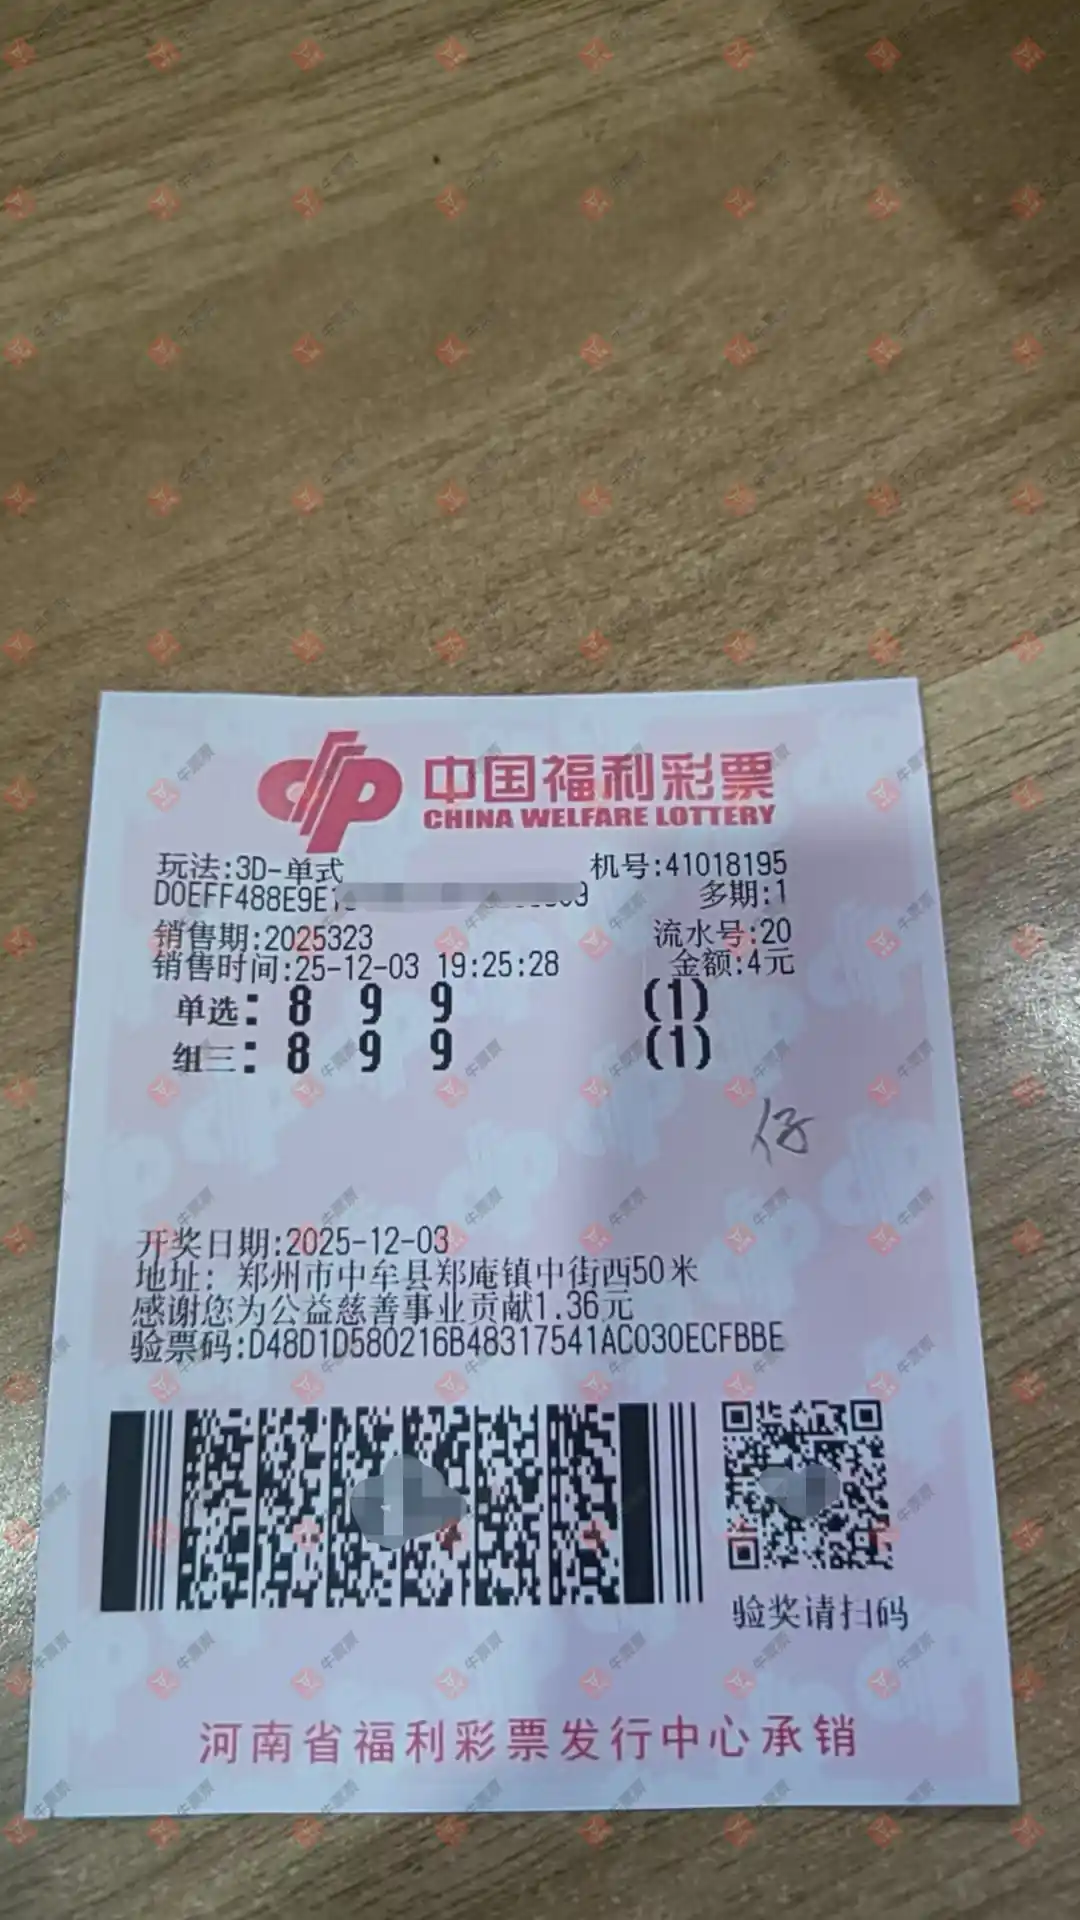 中国福利彩票
CHINA WELFARE LOTTERY
玩法:3D-单式 机号:41018195
D0EFF488E9E1 9 多期:1
销售期:2025323 流水号:20
销售时间:25-12-03 19:25:28 金额:4元
单选: 8 9 9 (1)
组三: 8 9 9 (1)
开奖日期:2025-12-03
地址: 郑州市中牟县郑庵镇中街西50米
感谢您为公益慈善事业贡献1.36元
验票码:D48D1D580216B48317541AC030ECFBBE
验奖请扫码
河南省福利彩票发行中心承销
牛票票